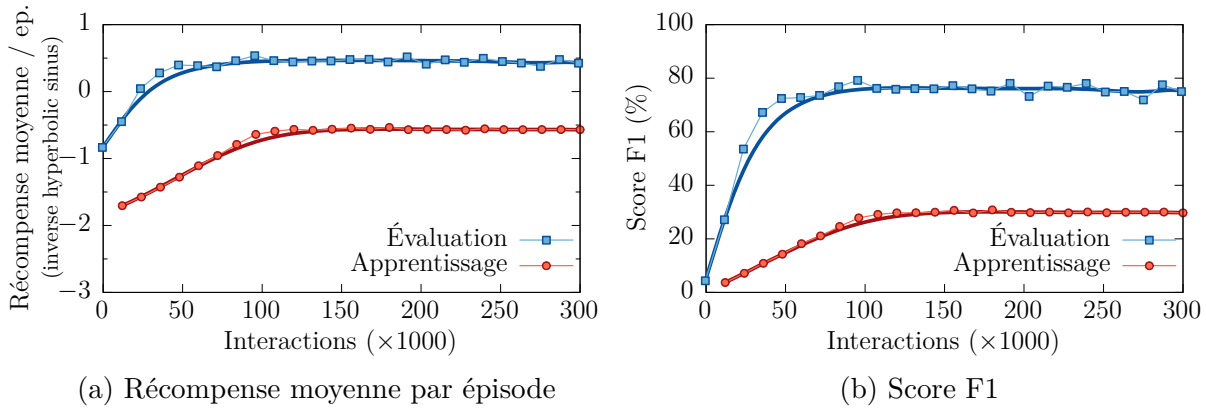 Récompense moyenne / ep.
(inverse hyperbolic sinus)
1
0
−1
−2
−3
Évaluation
Apprentissage
0 50 100 150 200 250 300
Interactions (×1000)
(a) Récompense moyenne par épisode
Score F1 (%)
100
80
60
40
20
0
Évaluation
Apprentissage
0 50 100 150 200 250 300
Interactions (×1000)
(b) Score F1